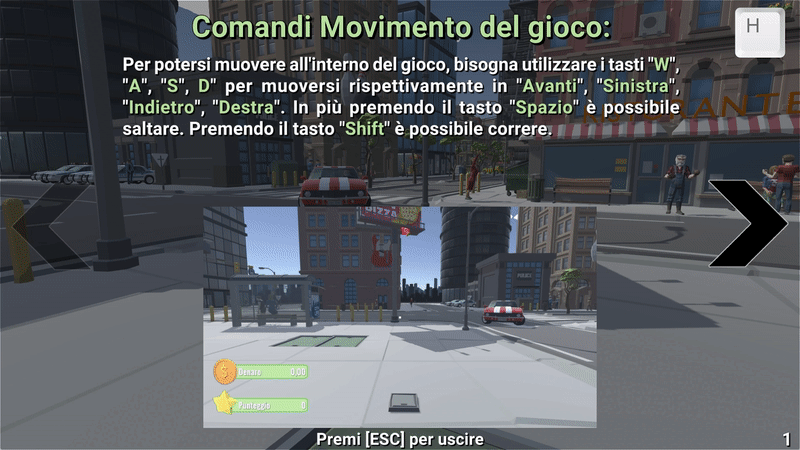 Comandi Movimento del gioco:
H
Per potersi muovere all'interno del gioco, bisogna utilizzare i tasti "W",
"A", "S", D" per muoversi rispettivamente in "Avanti", "Sinistra",
"Indietro", "Destra". In più premendo il tasto "Spazio" è possibile
saltare. Premendo il tasto "Shift" è possibile correre.
POLICE
Denaro 0,00
Punteggio 0
Premi [ESC] per uscire
1